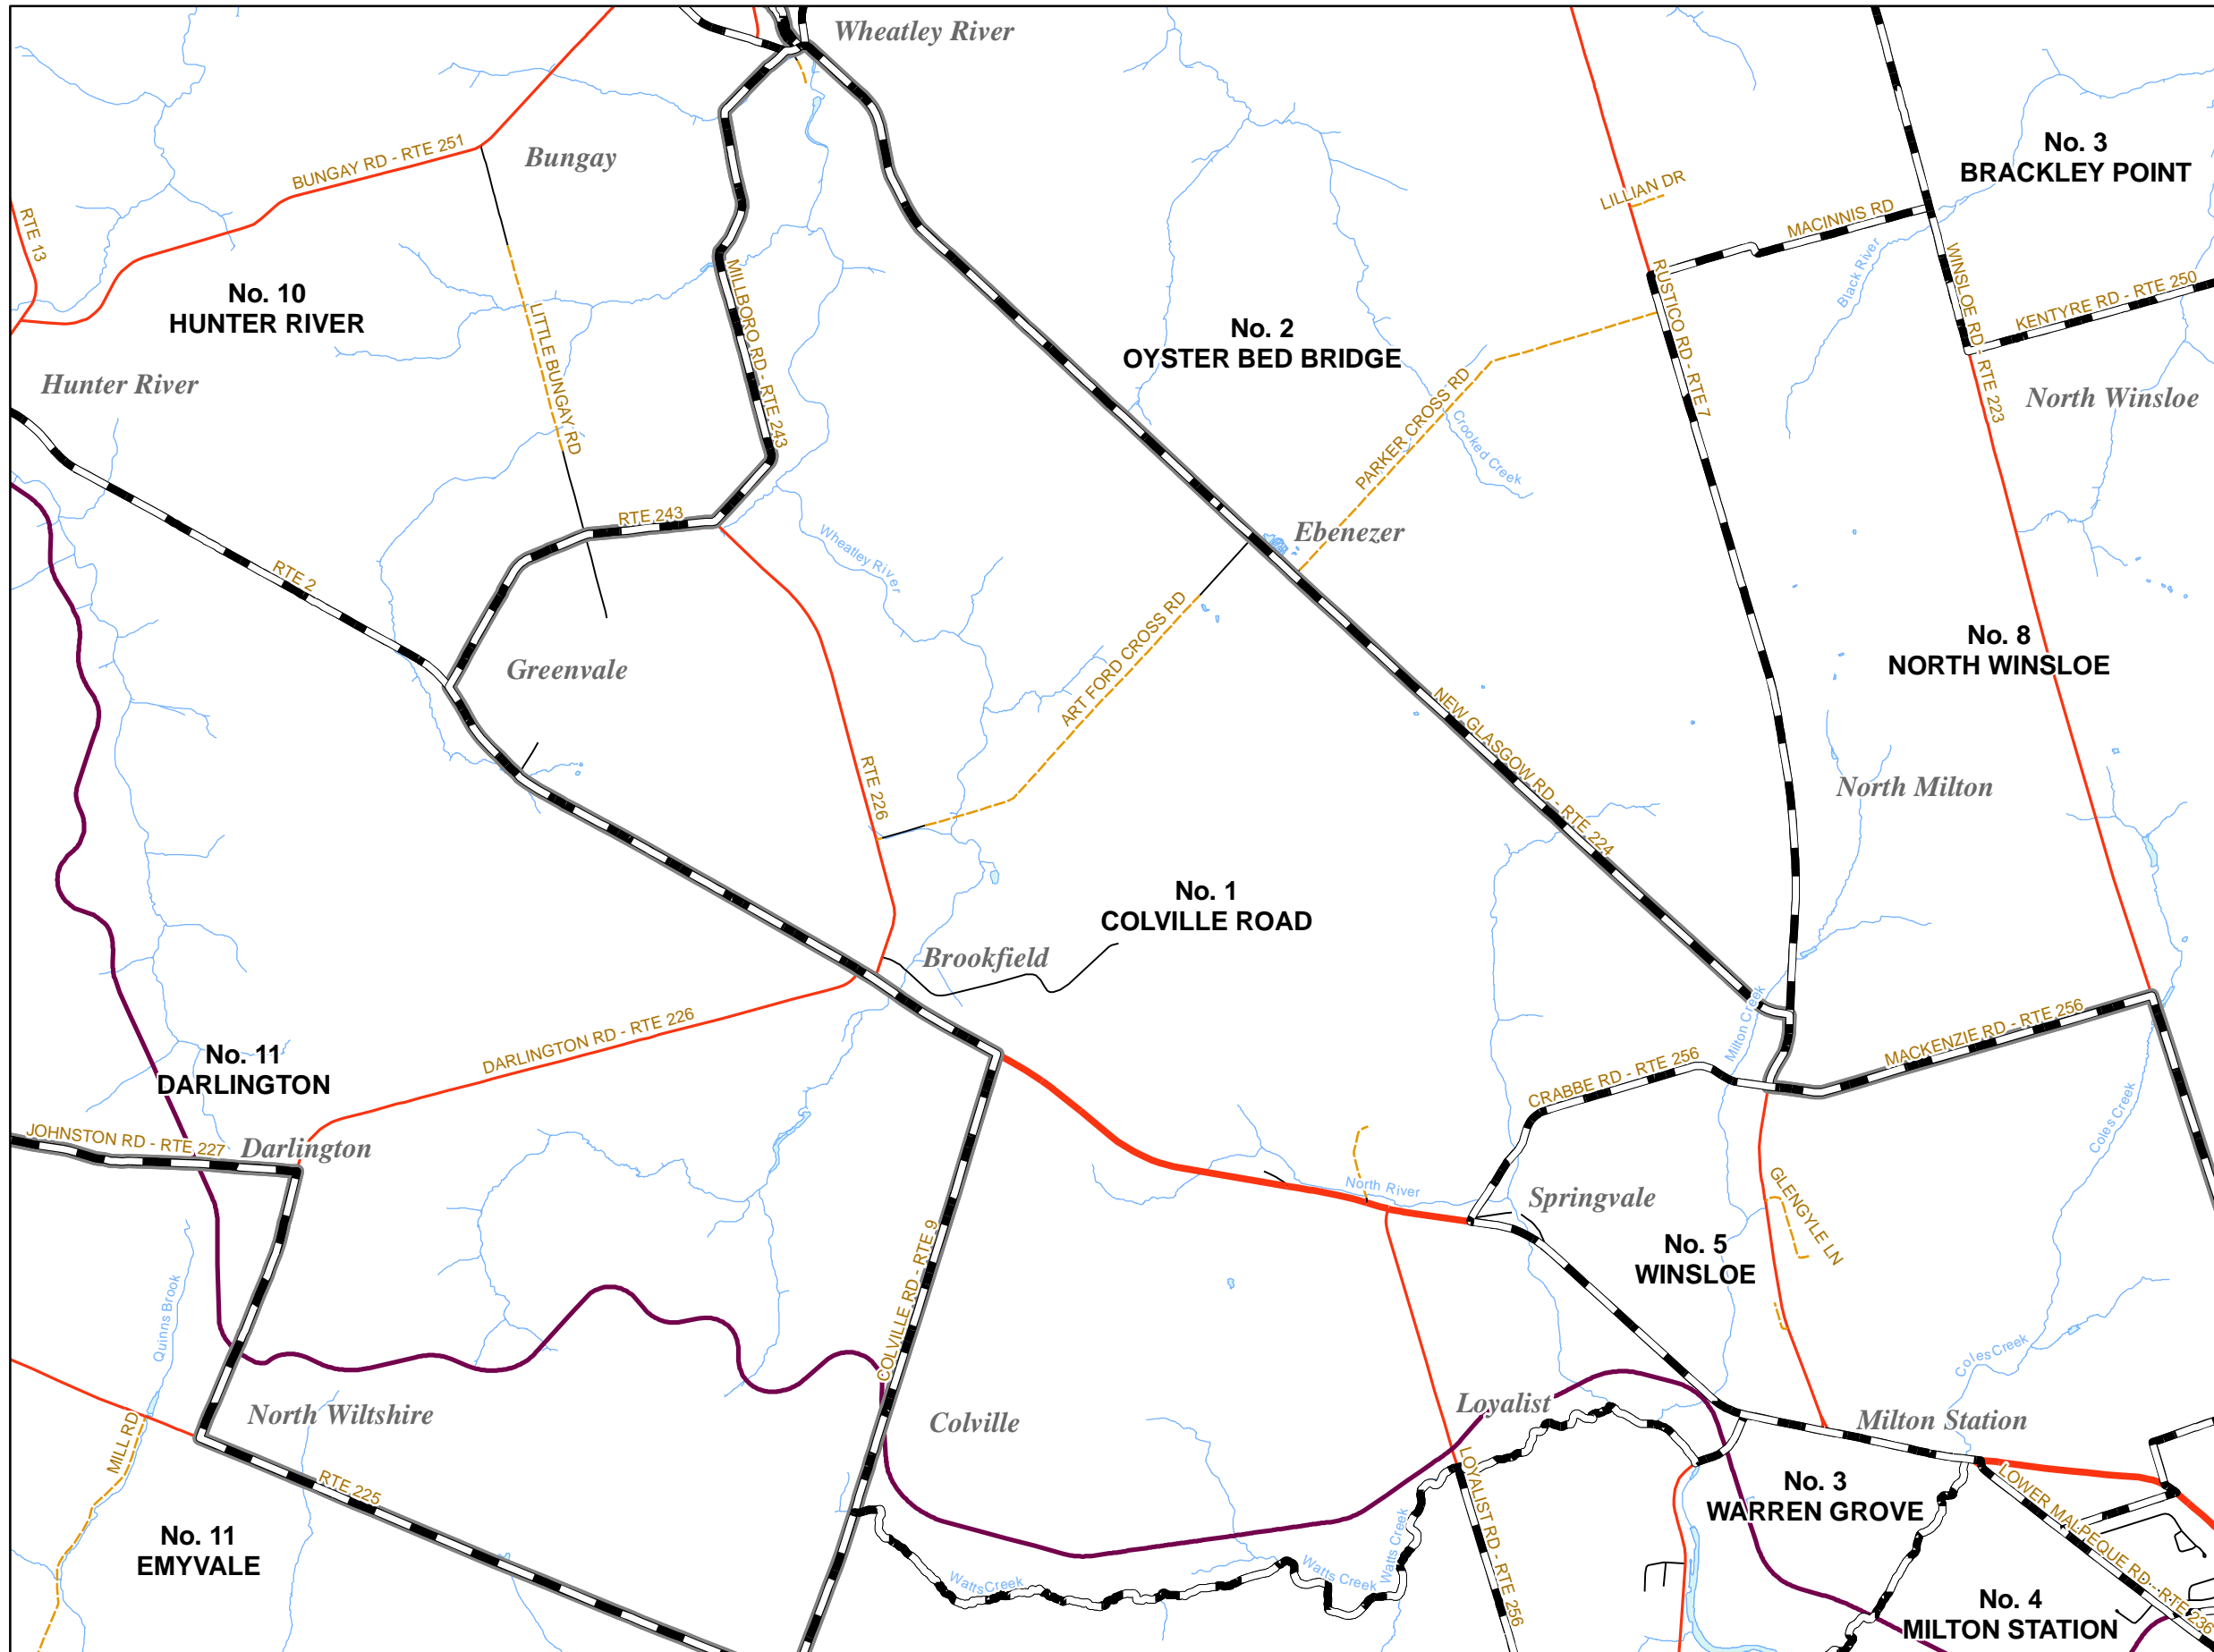 Wheatley River
BUNGAY RD - RTE 251
Bungay
No. 3
BRACKLEY POINT
LILLIAN DR
MACINNIS RD
RTE 13
MILLBORO RD - RTE 243
RUSTICO RD - RTE 7
Black River
WINSLOE RD - RTE 223
KENTYRE RD - RTE 250
No. 10
HUNTER RIVER
LITTLE BUNGAY RD
No. 2
OYSTER BED BRIDGE
Hunter River
North Winsloe
PARKER CROSS RD
Crooked Creek
RTE 243
Wheatley River
Ebenezer
RTE 2
ART FORD CROSS RD
No. 8
NORTH WINSLOE
Greenvale
NEW GLASGOW RD - RTE 224
RTE 226
North Milton
No. 1
COLVILLE ROAD
Brookfield
DARLINGTON RD - RTE 226
Milton Creek
MACKENZIE RD - RTE 256
No. 11
DARLINGTON
CRABBE RD - RTE 256
Coles Creek
JOHNSTON RD - RTE 227
Darlington
North River
Springvale
GLENGYLE LN
No. 5
WINSLOE
COLVILLE RD - RTE 9
Quinns Brook
Coles Creek
Loyalist
North Wiltshire
Colville
Milton Station
MILL RD
RTE 225
LOYALIST RD - RTE 256
No. 3
WARREN GROVE
LOWER MALPEQUE RD - RTE 236
No. 11
EMYVALE
Watts Creek
Watts Creek
Watts Creek
No. 4
MILTON STATION